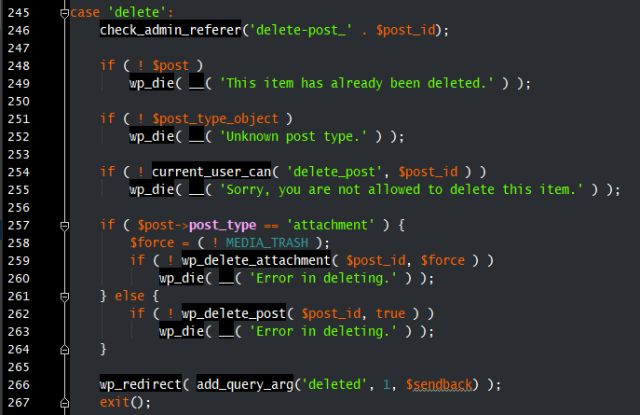 245 case 'delete':
246     check_admin_referer('delete-post_' . $post_id);
247
248     if ( ! $post )
249         wp_die( __( 'This item has already been deleted.' ) );
250
251     if ( ! $post_type_object )
252         wp_die( __( 'Unknown post type.' ) );
253
254     if ( ! current_user_can( 'delete_post', $post_id ) )
255         wp_die( __( 'Sorry, you are not allowed to delete this item.' ) );
256
257     if ( $post->post_type == 'attachment' ) {
258         $force = ( ! MEDIA_TRASH );
259         if ( ! wp_delete_attachment( $post_id, $force ) )
260             wp_die( __( 'Error in deleting.' ) );
261     } else {
262         if ( ! wp_delete_post( $post_id, true ) )
263             wp_die( __( 'Error in deleting.' ) );
264     }
265
266     wp_redirect( add_query_arg('deleted', 1, $sendback) );
267     exit();